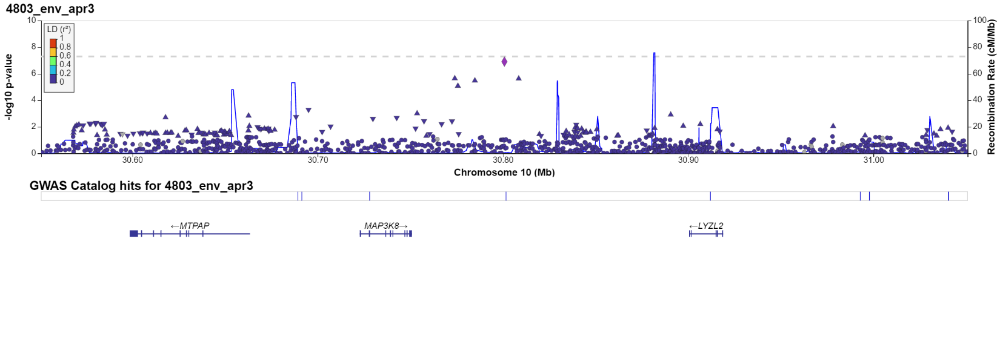 4803_env_apr3
10
8
6
4
2
0
-log10 p-value
LD (r²)
1
0.8
0.6
0.4
0.2
0
100
80
60
40
20
0
Recombination Rate (cM/Mb)
30.60 30.70 30.80 30.90 31.00
Chromosome 10 (Mb)
GWAS Catalog hits for 4803_env_apr3
←MTPAP MAP3K8→ ←LYZL2